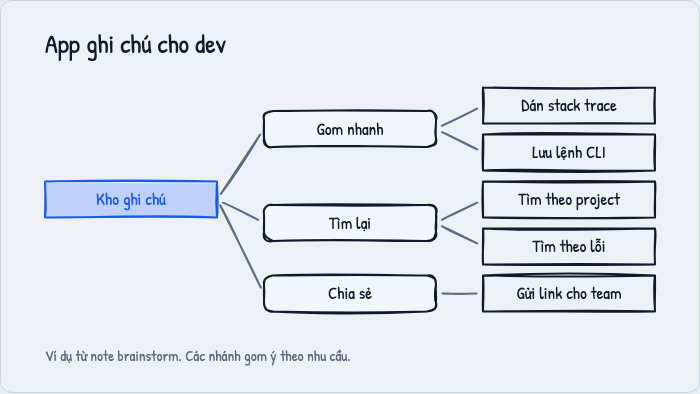 App ghi chú cho dev
Kho ghi chú
Gom nhanh
Dán stack trace
Lưu lệnh CLI
Tìm lại
Tìm theo project
Tìm theo lỗi
Chia sẻ
Gửi link cho team
Ví dụ từ note brainstorm. Các nhánh gom ý theo nhu cầu.